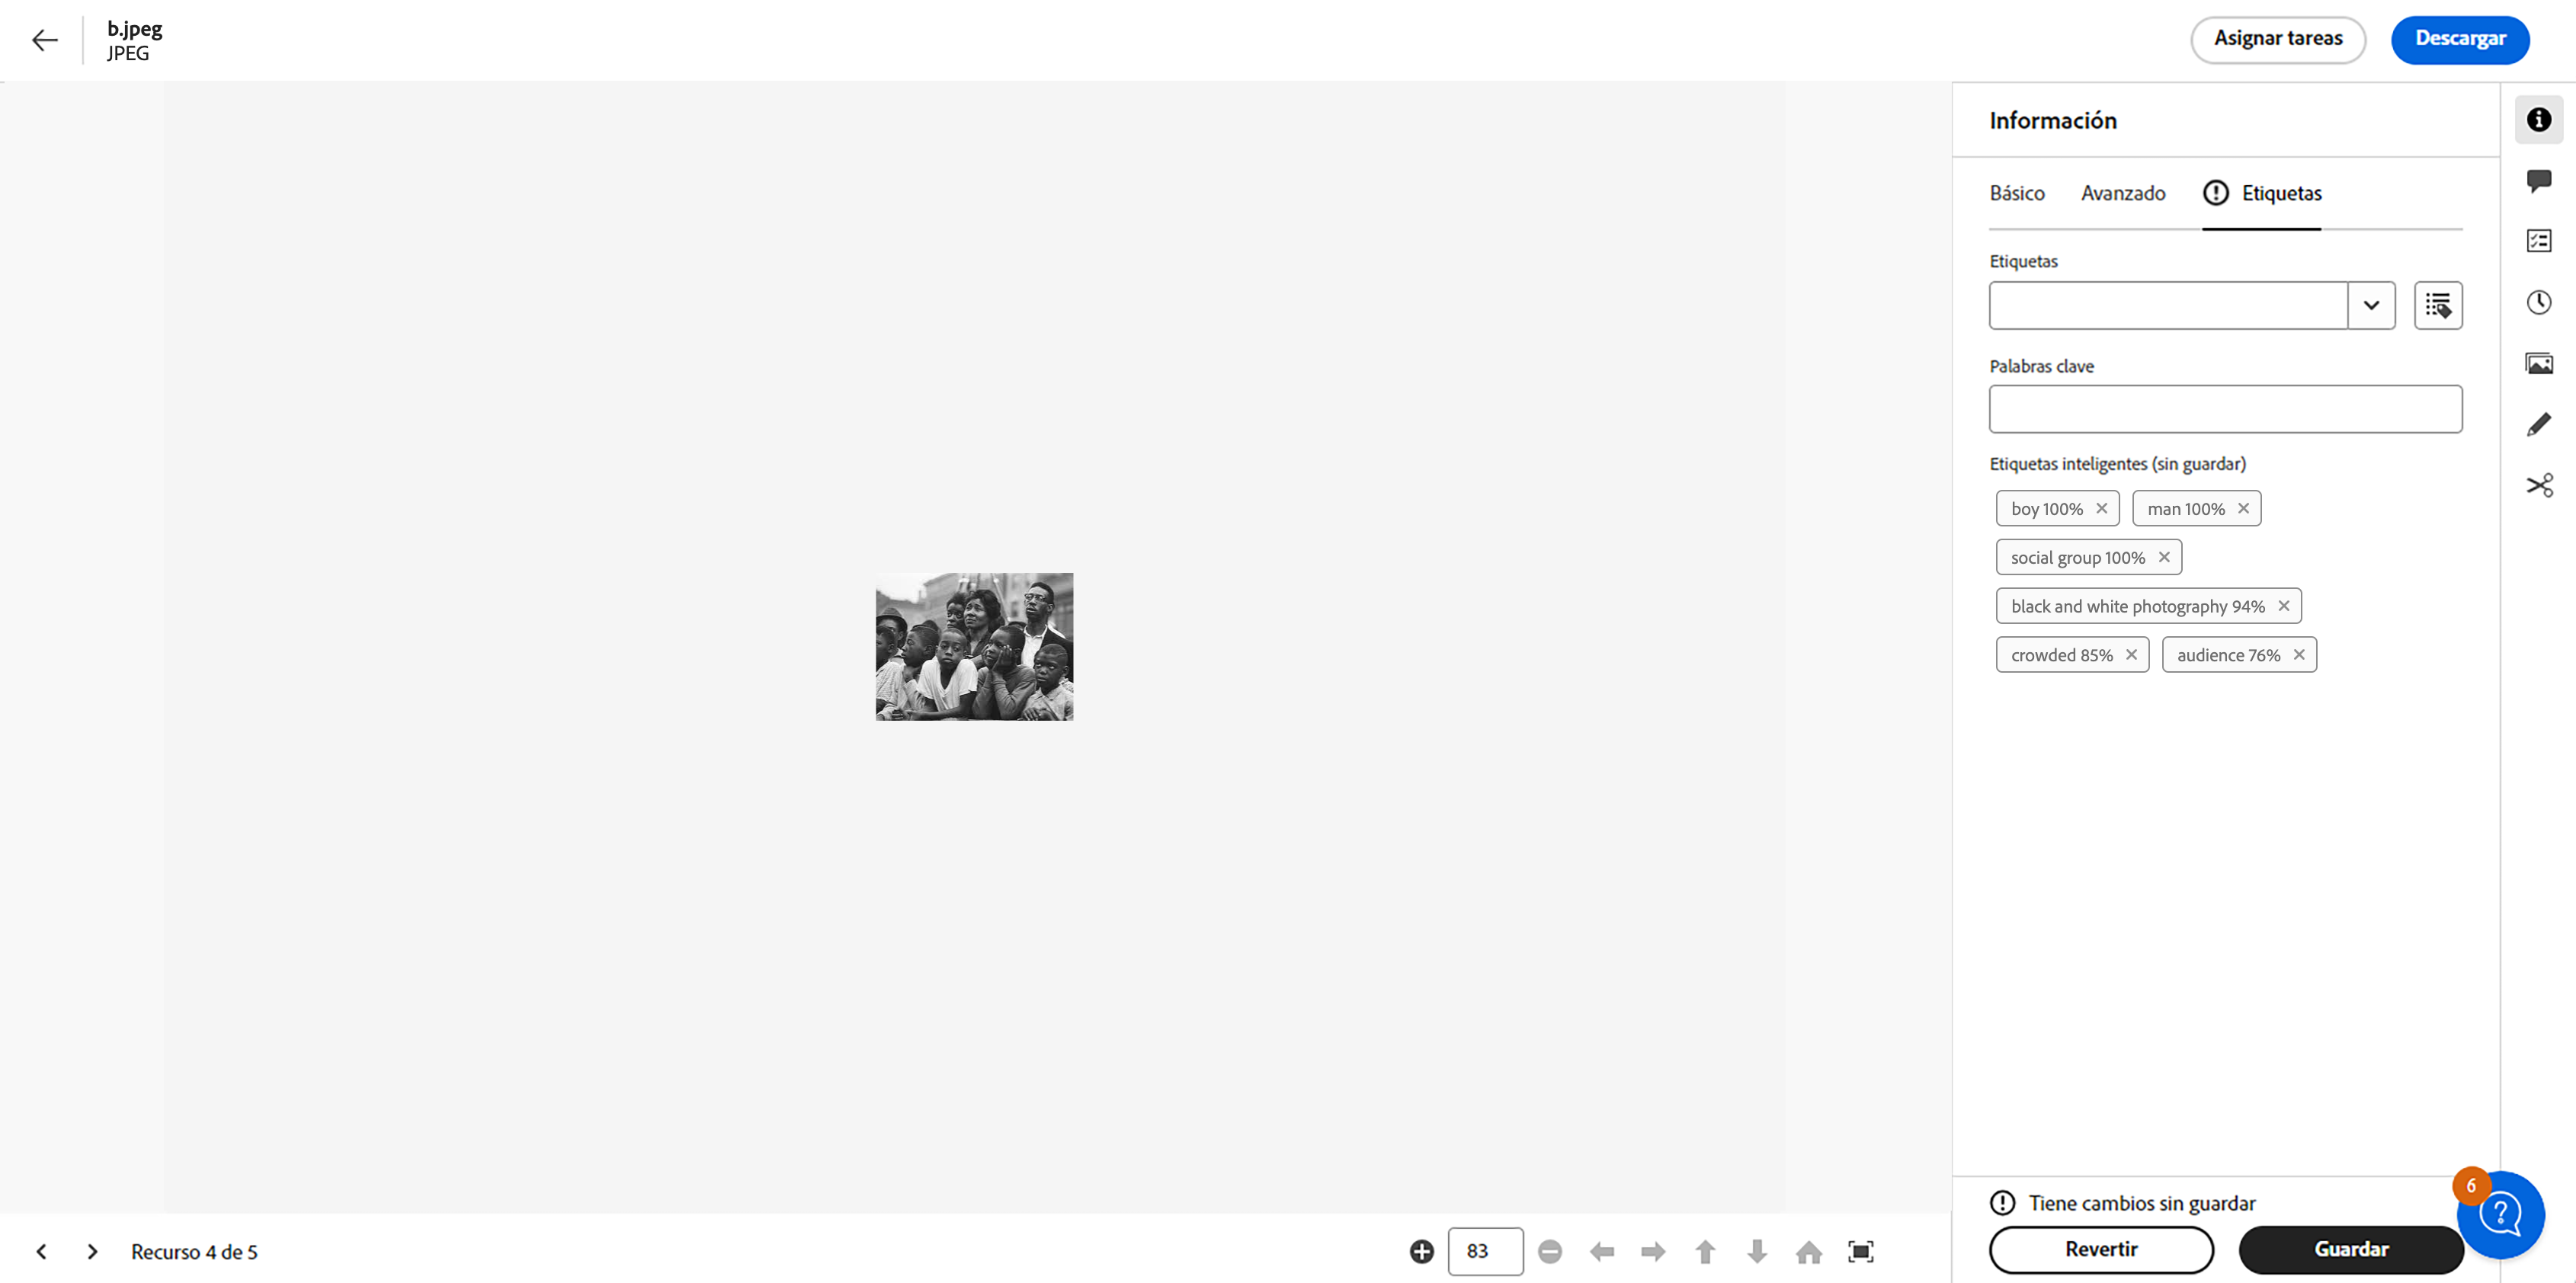 b.jpeg
JPEG
Asignar tareas
Descargar
Información
Básico
Avanzado
Etiquetas
Etiquetas
Palabras clave
Etiquetas inteligentes (sin guardar)
boy 100%
man 100%
social group 100%
black and white photography 94%
crowded 85%
audience 76%
Tiene cambios sin guardar
6
Revertir
Guardar
Recurso 4 de 5
83